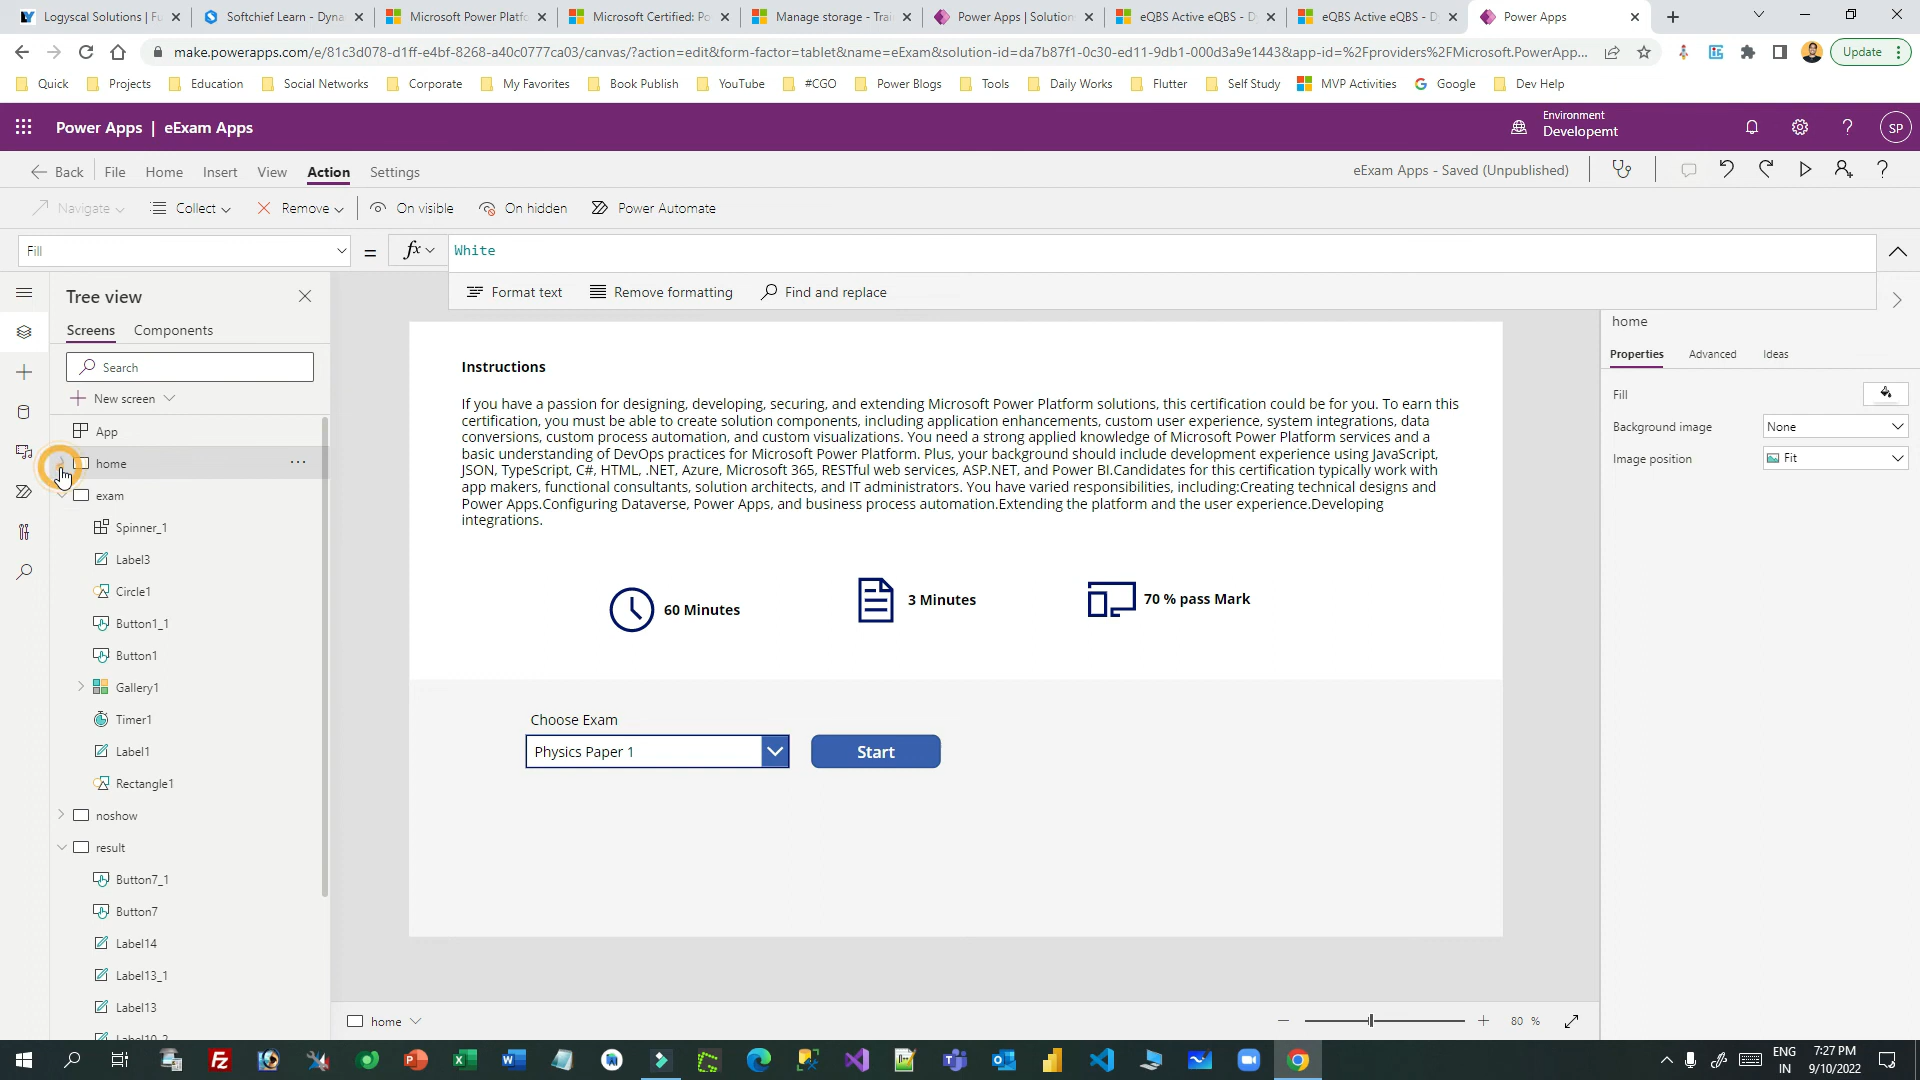 Logyscal Solutions | Fu
Softchief Learn - Dyna
Microsoft Power Platf
Microsoft Certified: Po
Manage storage - Trai
Power Apps | Solution
eQBS Active eQBS - D
eQBS Active eQBS - D
Power Apps
make.powerapps.com/e/81c3d078-d1ff-e4bf-8268-a40c0777ca03/canvas/?action=edit&form-factor=tablet&name=eExam&solution-id=da7b87f1-0c30-ed11-9db1-000d3a9e1443&app-id=%2Fproviders%2FMicrosoft.PowerApp...
Update
Quick
Projects
Education
Social Networks
Corporate
My Favorites
Book Publish
YouTube
#CGO
Power Blogs
Tools
Daily Works
Flutter
Self Study
MVP Activities
Google
Dev Help
Power Apps | eExam Apps
Environment
Developemt
SP
Back
File
Home
Insert
View
Action
Settings
eExam Apps - Saved (Unpublished)
Navigate
Collect
Remove
On visible
On hidden
Power Automate
Fill
=
fx
White
Format text
Remove formatting
Find and replace
Tree view
Screens
Components
Search
New screen
App
home
exam
Spinner_1
Label3
Circle1
Button1_1
Button1
Gallery1
Timer1
Label1
Rectangle1
noshow
result
Button7_1
Button7
Label14
Label13_1
Label13
Instructions
If you have a passion for designing, developing, securing, and extending Microsoft Power Platform solutions, this certification could be for you. To earn this
certification, you must be able to create solution components, including application enhancements, custom user experience, system integrations, data
conversions, custom process automation, and custom visualizations. You need a strong applied knowledge of Microsoft Power Platform services and a
basic understanding of DevOps practices for Microsoft Power Platform. Plus, your background should include development experience using JavaScript,
JSON, TypeScript, C#, HTML, .NET, Azure, Microsoft 365, RESTful web services, ASP.NET, and Power BI.Candidates for this certification typically work with
app makers, functional consultants, solution architects, and IT administrators. You have varied responsibilities, including:Creating technical designs and
Power Apps.Configuring Dataverse, Power Apps, and business process automation.Extending the platform and the user experience.Developing
integrations.
60 Minutes
3 Minutes
70 % pass Mark
Choose Exam
Physics Paper 1
Start
home
Properties
Advanced
Ideas
Fill
Background image
None
Image position
Fit
home
80 %
ENG
IN
7:27 PM
9/10/2022